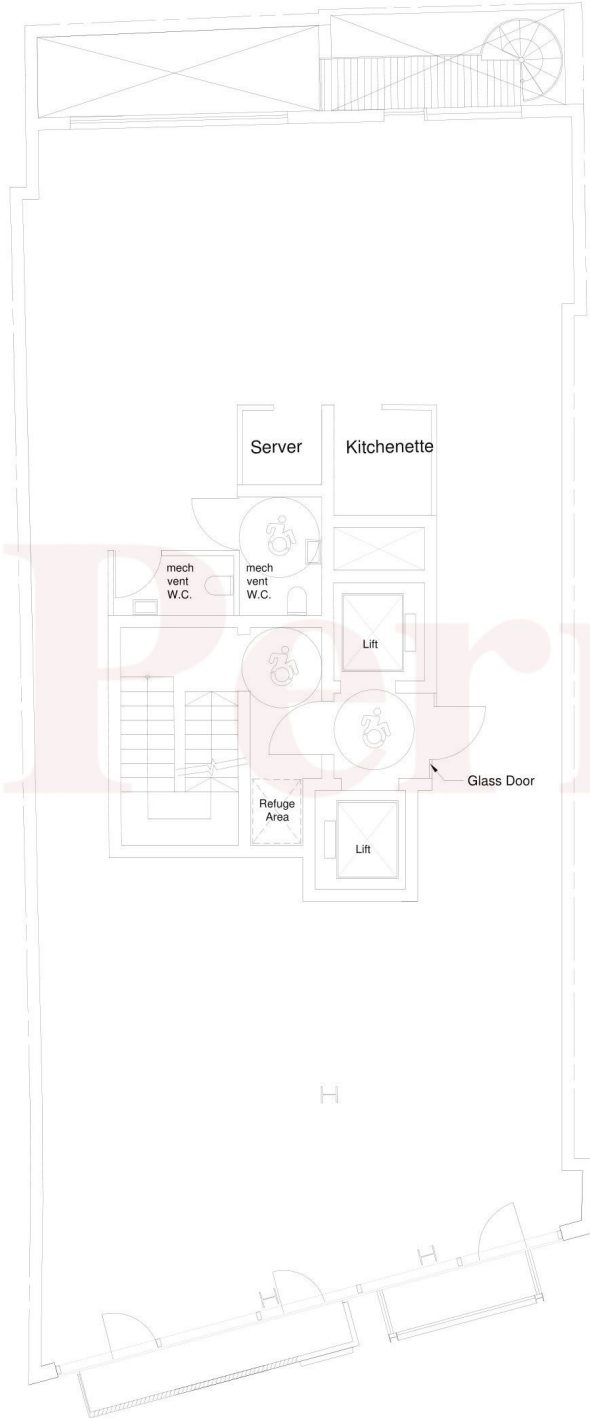 Server
Kitchenette
mech
vent
W.C.
mech
vent
W.C.
Lift
Glass Door
Refuge
Area
Lift